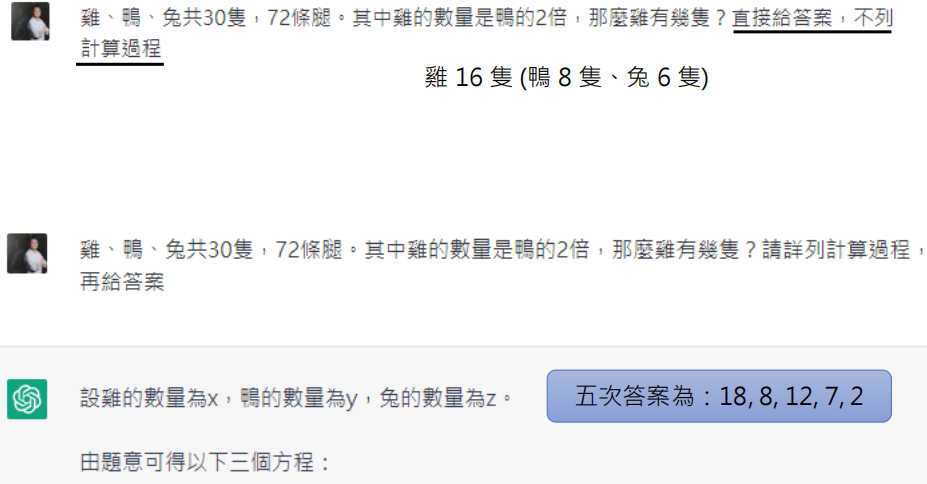 雞、鴨、兔共30隻，72條腿。其中雞的數量是鴨的2倍，那麼雞有幾隻？直接給答案，不列
計算過程
雞 16 隻 (鴨 8 隻、兔 6 隻)
雞、鴨、兔共30隻，72條腿。其中雞的數量是鴨的2倍，那麼雞有幾隻？請詳列計算過程，
再給答案
設雞的數量為x，鴨的數量為y，兔的數量為z。
五次答案為：18, 8, 12, 7, 2
由題意可得以下三個方程：